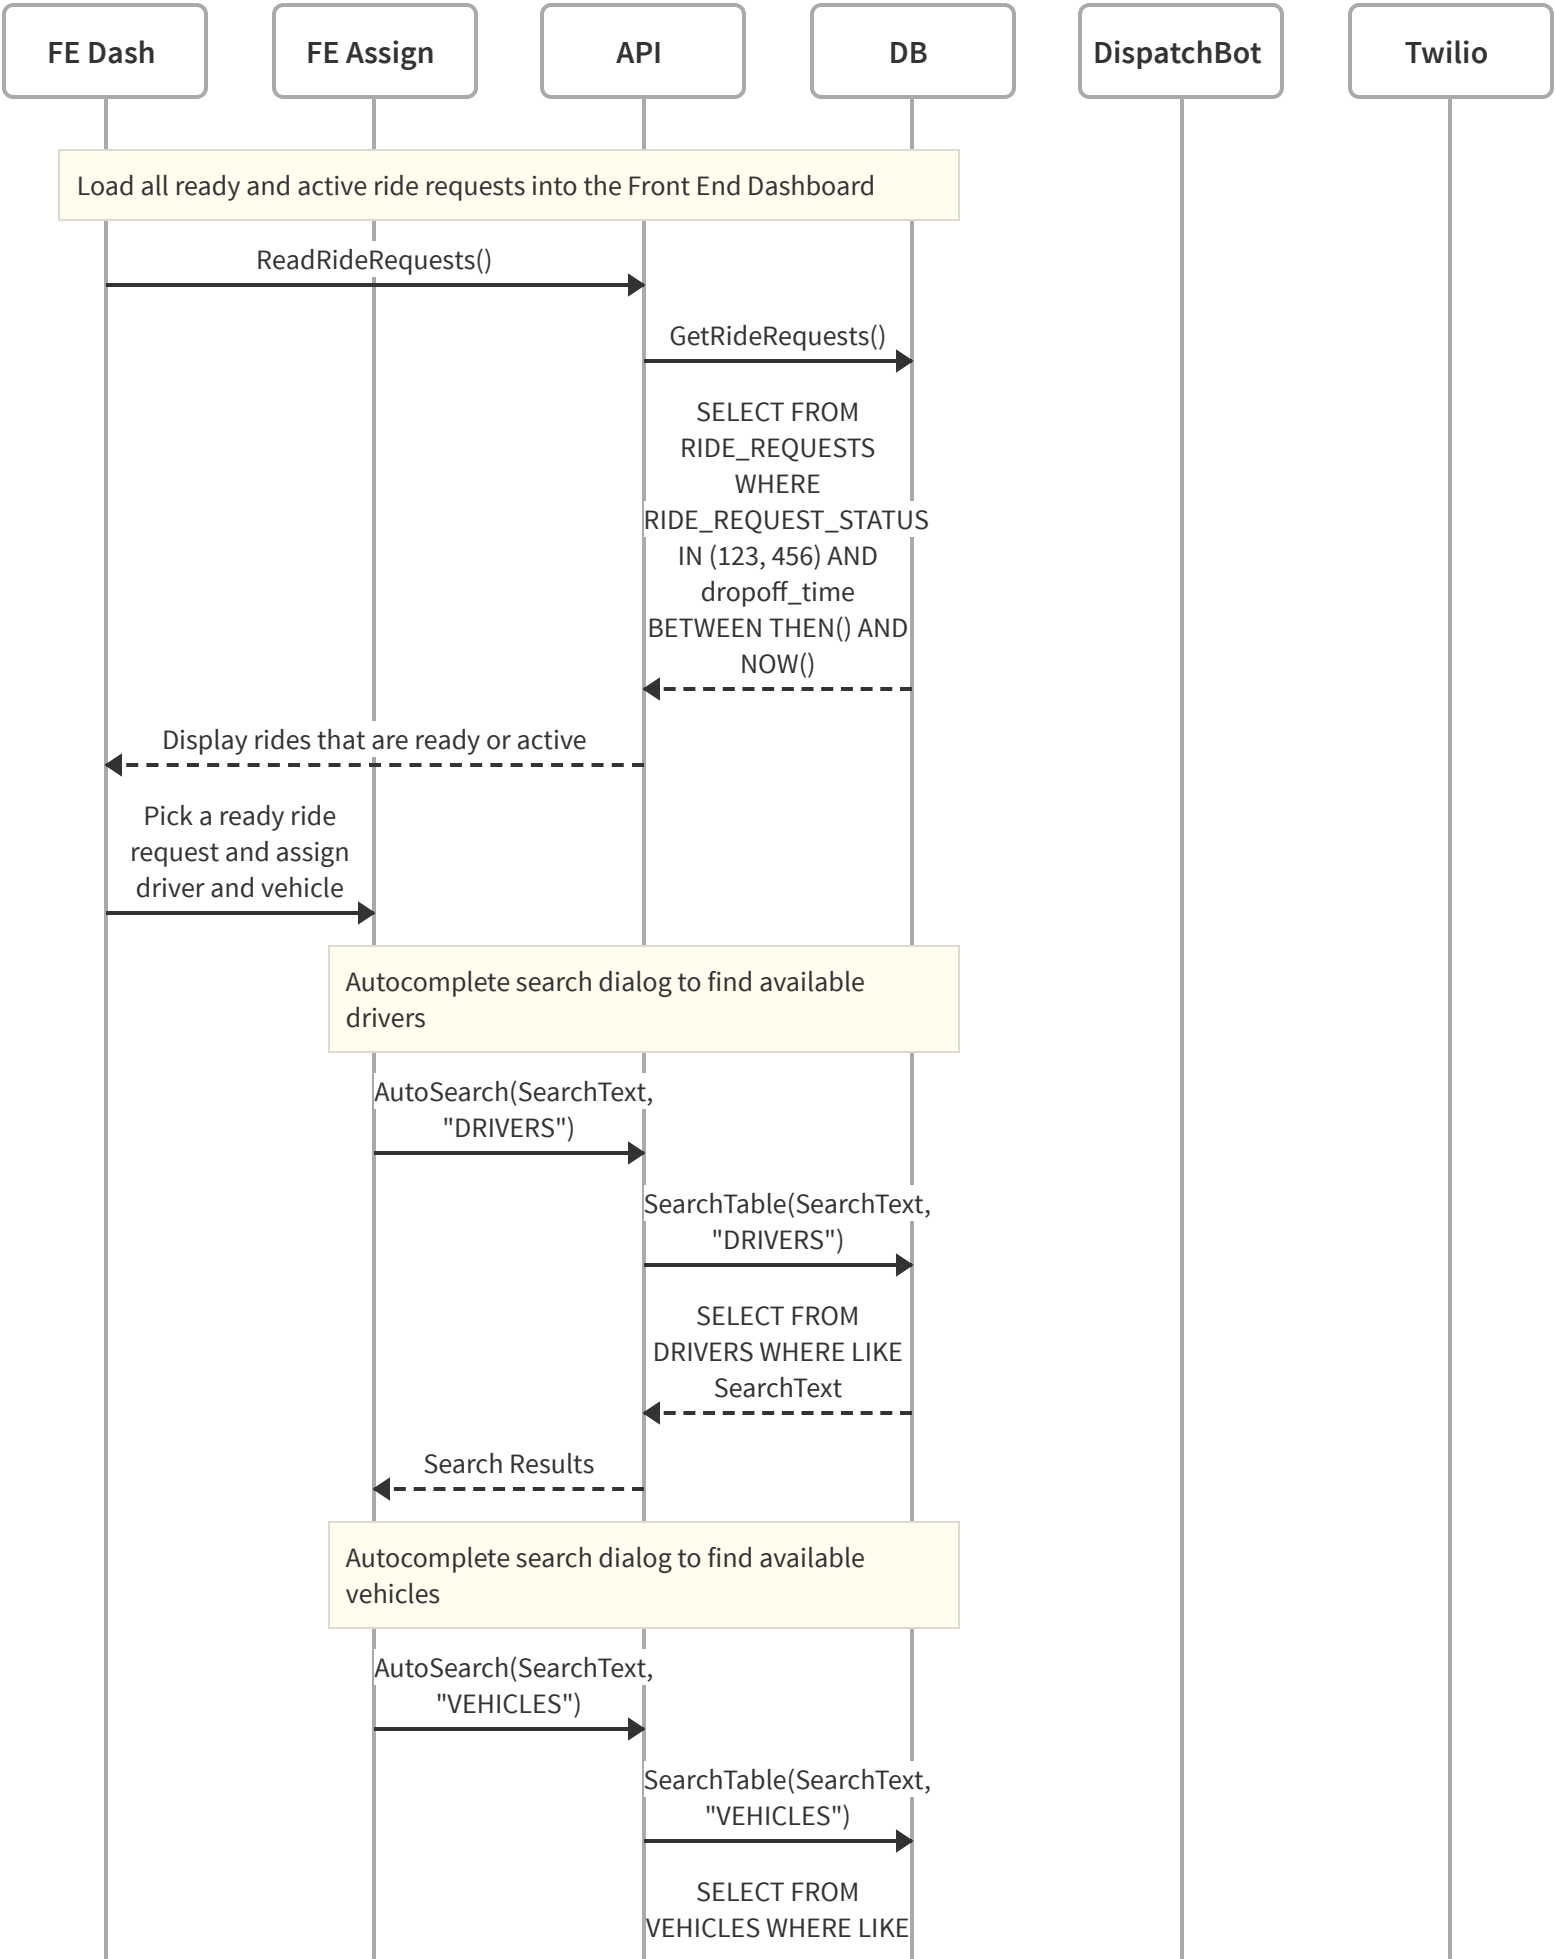 FE Dash
FE Assign
API
DB
DispatchBot
Twilio
Load all ready and active ride requests into the Front End Dashboard
ReadRideRequests()
GetRideRequests()
SELECT FROM
RIDE_REQUESTS
WHERE
RIDE_REQUEST_STATUS
IN (123, 456) AND
dropoff_time
BETWEEN THEN() AND
NOW()
Display rides that are ready or active
Pick a ready ride
request and assign
driver and vehicle
Autocomplete search dialog to find available
drivers
AutoSearch(SearchText,
"DRIVERS")
SearchTable(SearchText,
"DRIVERS")
SELECT FROM
DRIVERS WHERE LIKE
SearchText
Search Results
Autocomplete search dialog to find available
vehicles
AutoSearch(SearchText,
"VEHICLES")
SearchTable(SearchText,
"VEHICLES")
SELECT FROM
VEHICLES WHERE LIKE